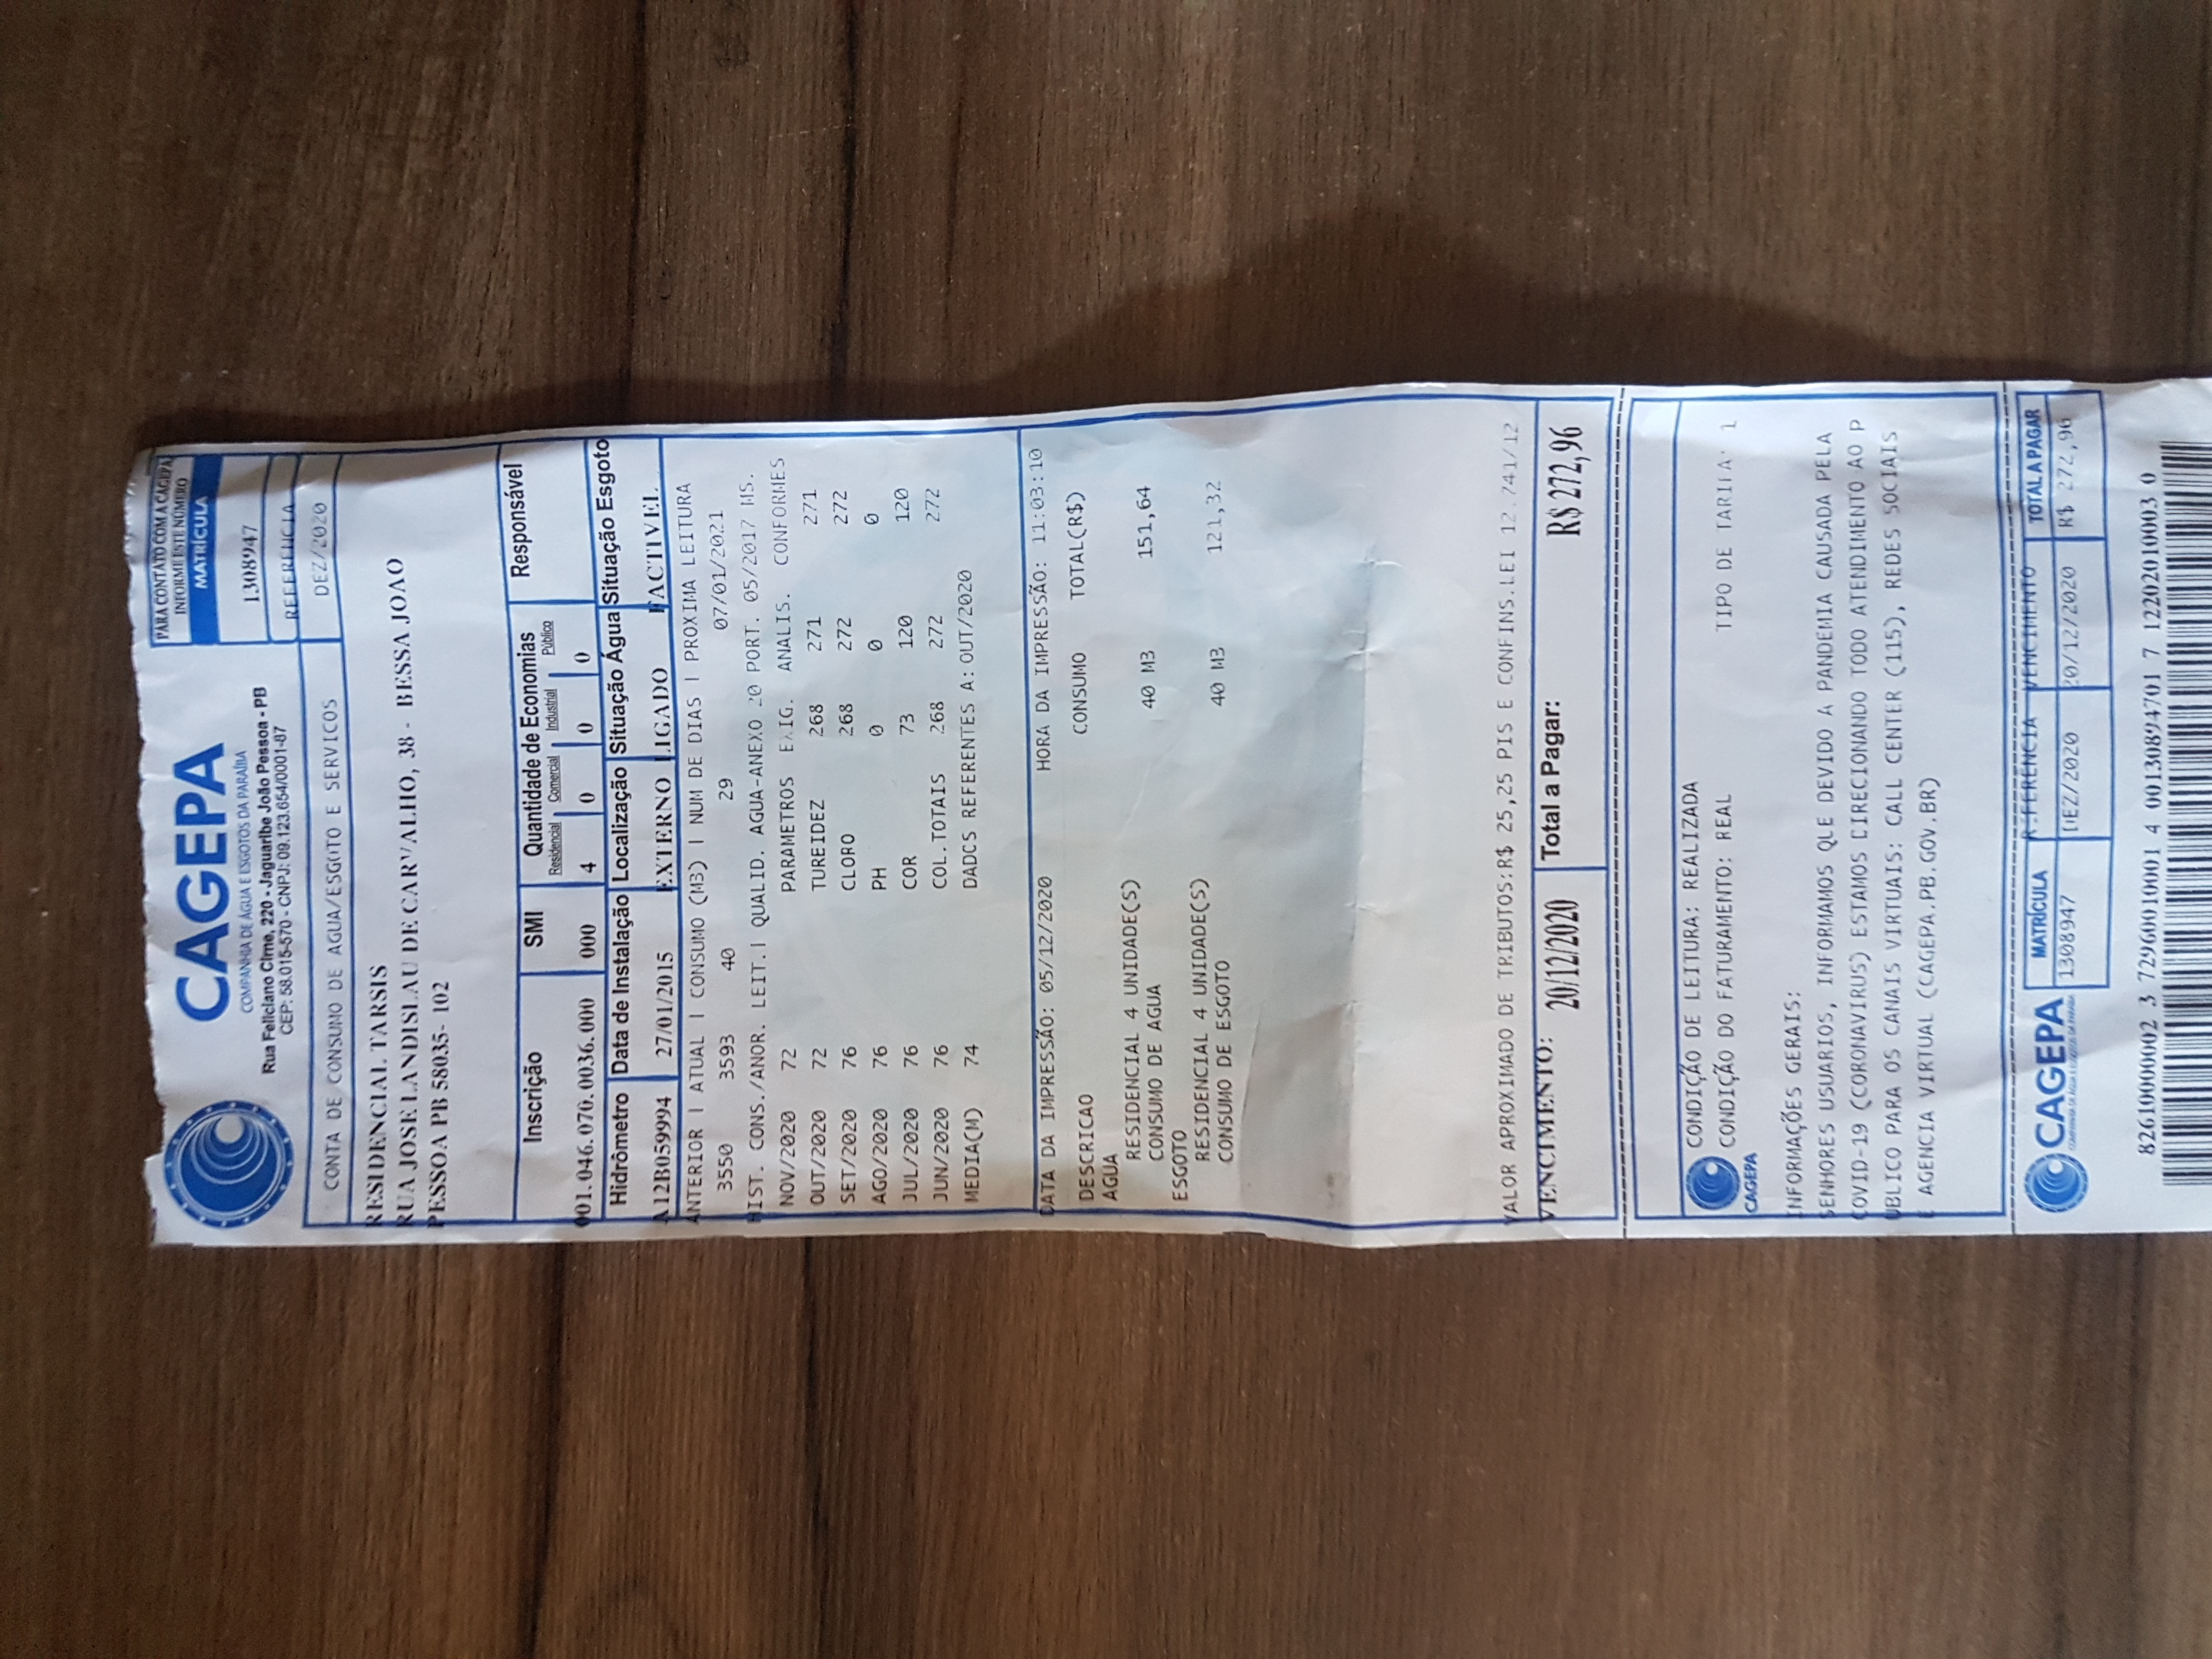 CAGEPA
COMPANHIA DE ÁGUA E ESGOTOS DA PARAÍBA
Rua Feliciano Cirne, 220 - Jaguaribe João Pessoa - PB
CEP: 58.015-570 - CNPJ: 09.123.654/0001-87
PARA CONTATO COM A CAGEPA
INFORME ESTE NÚMERO
MATRÍCULA
1308947
REFERÊNCIA
DEZ/2020
CONTA DE CONSUMO DE AGUA/ESGOTO E SERVICOS
RESIDENCIAL TARSIS
RUA JOSE LANDISLAU DE CARVALHO, 38 - BESSA JOAO
PESSOA PB 58035- 102
Inscrição SMI Quantidade de Economias Responsável
Residencial Comercial Industrial Público
001.046.070.0036.000 000 4 0 0 0
Hidrômetro Data de Instalação Localização Situação Água Situação Esgoto
A12B059994 27/01/2015 EXTERNO LIGADO FACTIVEL
ANTERIOR | ATUAL | CONSUMO (M3) | NUM DE DIAS | PROXIMA LEITURA
3550 3593 40 29 07/01/2021
HIST. CONS./ANOR. LEIT.| QUALID. AGUA-ANEXO 20 PORT. 05/2017 MS.
NOV/2020 72 PARAMETROS EXIG. ANALIS. CONFORMES
OUT/2020 72 TUREIDEZ 268 271 271
SET/2020 76 CLORO 268 272 272
AGO/2020 76 PH 0 0 0
JUL/2020 76 COR 73 120 120
JUN/2020 76 COL.TOTAIS 268 272 272
MEDIA(M) 74 DADCS REFERENTES A: OUT/2020
DATA DA IMPRESSÃO: 05/12/2020 HORA DA IMPRESSÃO: 11:03:10
DESCRICAO CONSUMO TOTAL(R$)
AGUA
RESIDENCIAL 4 UNIDADE(S)
CONSUMO DE AGUA 40 M3 151,64
ESGOTO
RESIDENCIAL 4 UNIDADE(S)
CONSUMO DE ESGOTO 40 M3 121,32
VALOR APROXIMADO DE TRIBUTOS:R$ 25,25 PIS E CONFINS.LEI 12.741/12
VENCIMENTO: 20/12/2020 Total a Pagar: R$ 272,96
CONDIÇÃO DE LEITURA: REALIZADA
CONDIÇÃO DO FATURAMENTO: REAL TIPO DE TARIFA: 1
CAGEPA
INFORMAÇÕES GERAIS:
SENHORES USUARIOS, INFORMAMOS QUE DEVIDO A PANDEMIA CAUSADA PELA
COVID-19 (CORONAVIRUS) ESTAMOS DIRECIONANDO TODO ATENDIMENTO AO P
UBLICO PARA OS CANAIS VIRTUAIS: CALL CENTER (115), REDES SOCIAIS
E AGENCIA VIRTUAL (CAGEPA.PB.GOV.BR)
CAGEPA
COMPANHIA DE ÁGUA E ESGOTOS DA PARAÍBA
MATRÍCULA REFERÊNCIA VENCIMENTO TOTAL A PAGAR
1308947 DEZ/2020 20/12/2020 R$ 272,96
82610000002 3 72960010001 4 00130894701 7 12202010003 0